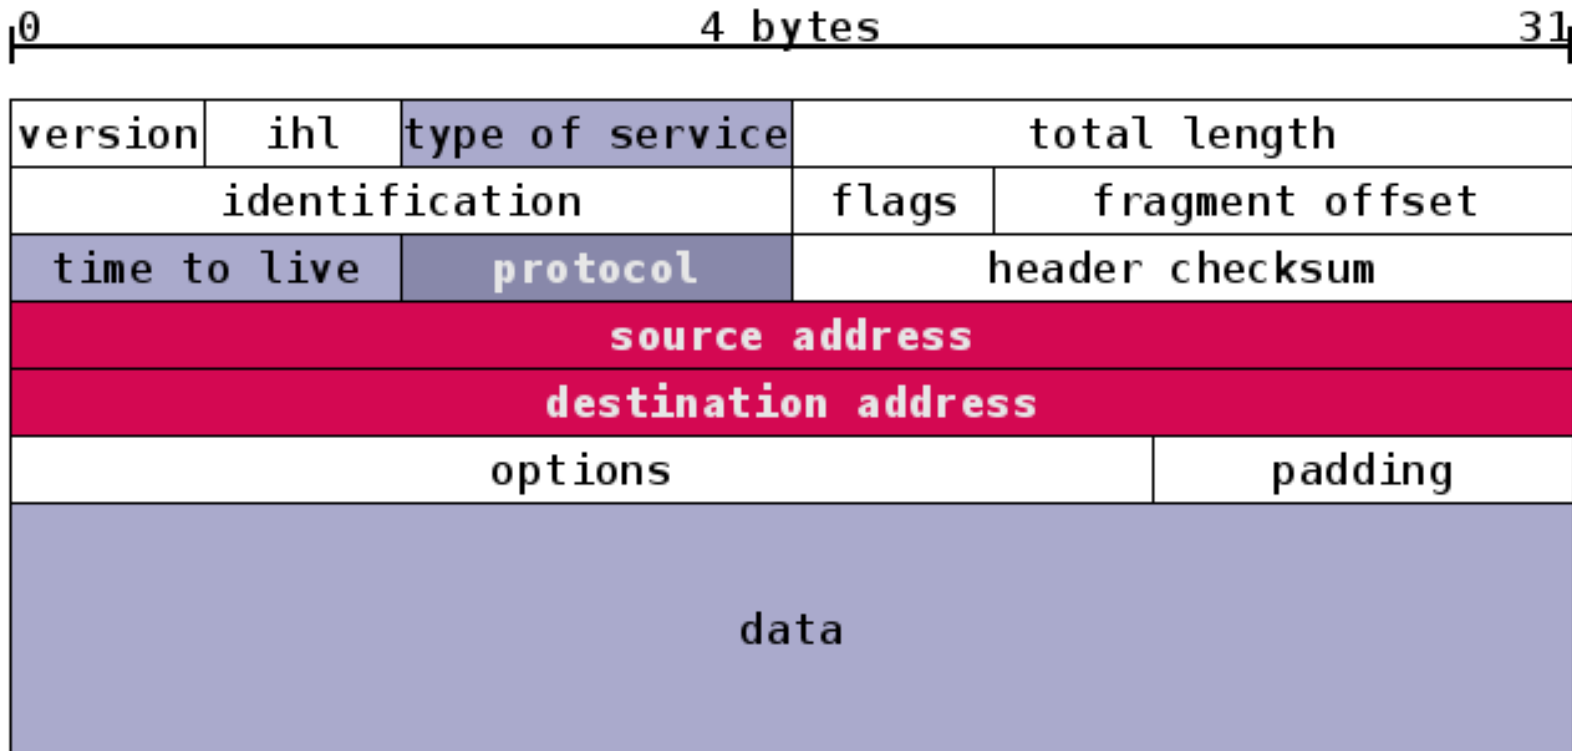 0 4 bytes 31
version ihl type of service total length
identification flags fragment offset
time to live protocol header checksum
source address
destination address
options padding
data